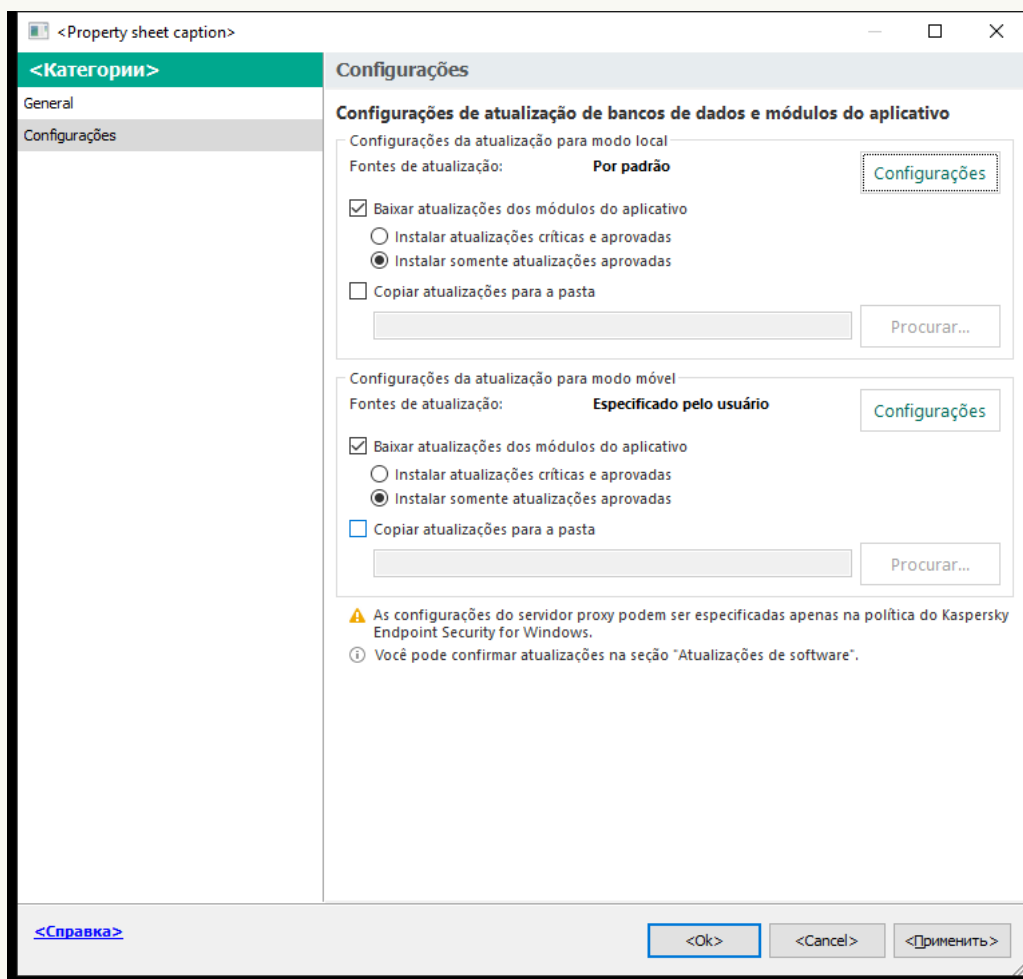 <Property sheet caption>
<Категории>
General
Configurações
Configurações
Configurações de atualização de bancos de dados e módulos do aplicativo
Configurações da atualização para modo local
Fontes de atualização: Por padrão
Configurações
Baixar atualizações dos módulos do aplicativo
Instalar atualizações críticas e aprovadas
Instalar somente atualizações aprovadas
Copiar atualizações para a pasta
Procurar...
Configurações da atualização para modo móvel
Fontes de atualização: Especificado pelo usuário
Configurações
Baixar atualizações dos módulos do aplicativo
Instalar atualizações críticas e aprovadas
Instalar somente atualizações aprovadas
Copiar atualizações para a pasta
Procurar...
As configurações do servidor proxy podem ser especificadas apenas na política do Kaspersky
Endpoint Security for Windows.
Você pode confirmar atualizações na seção "Atualizações de software".
<Справка>
<Ok> <Cancel> <Применить>